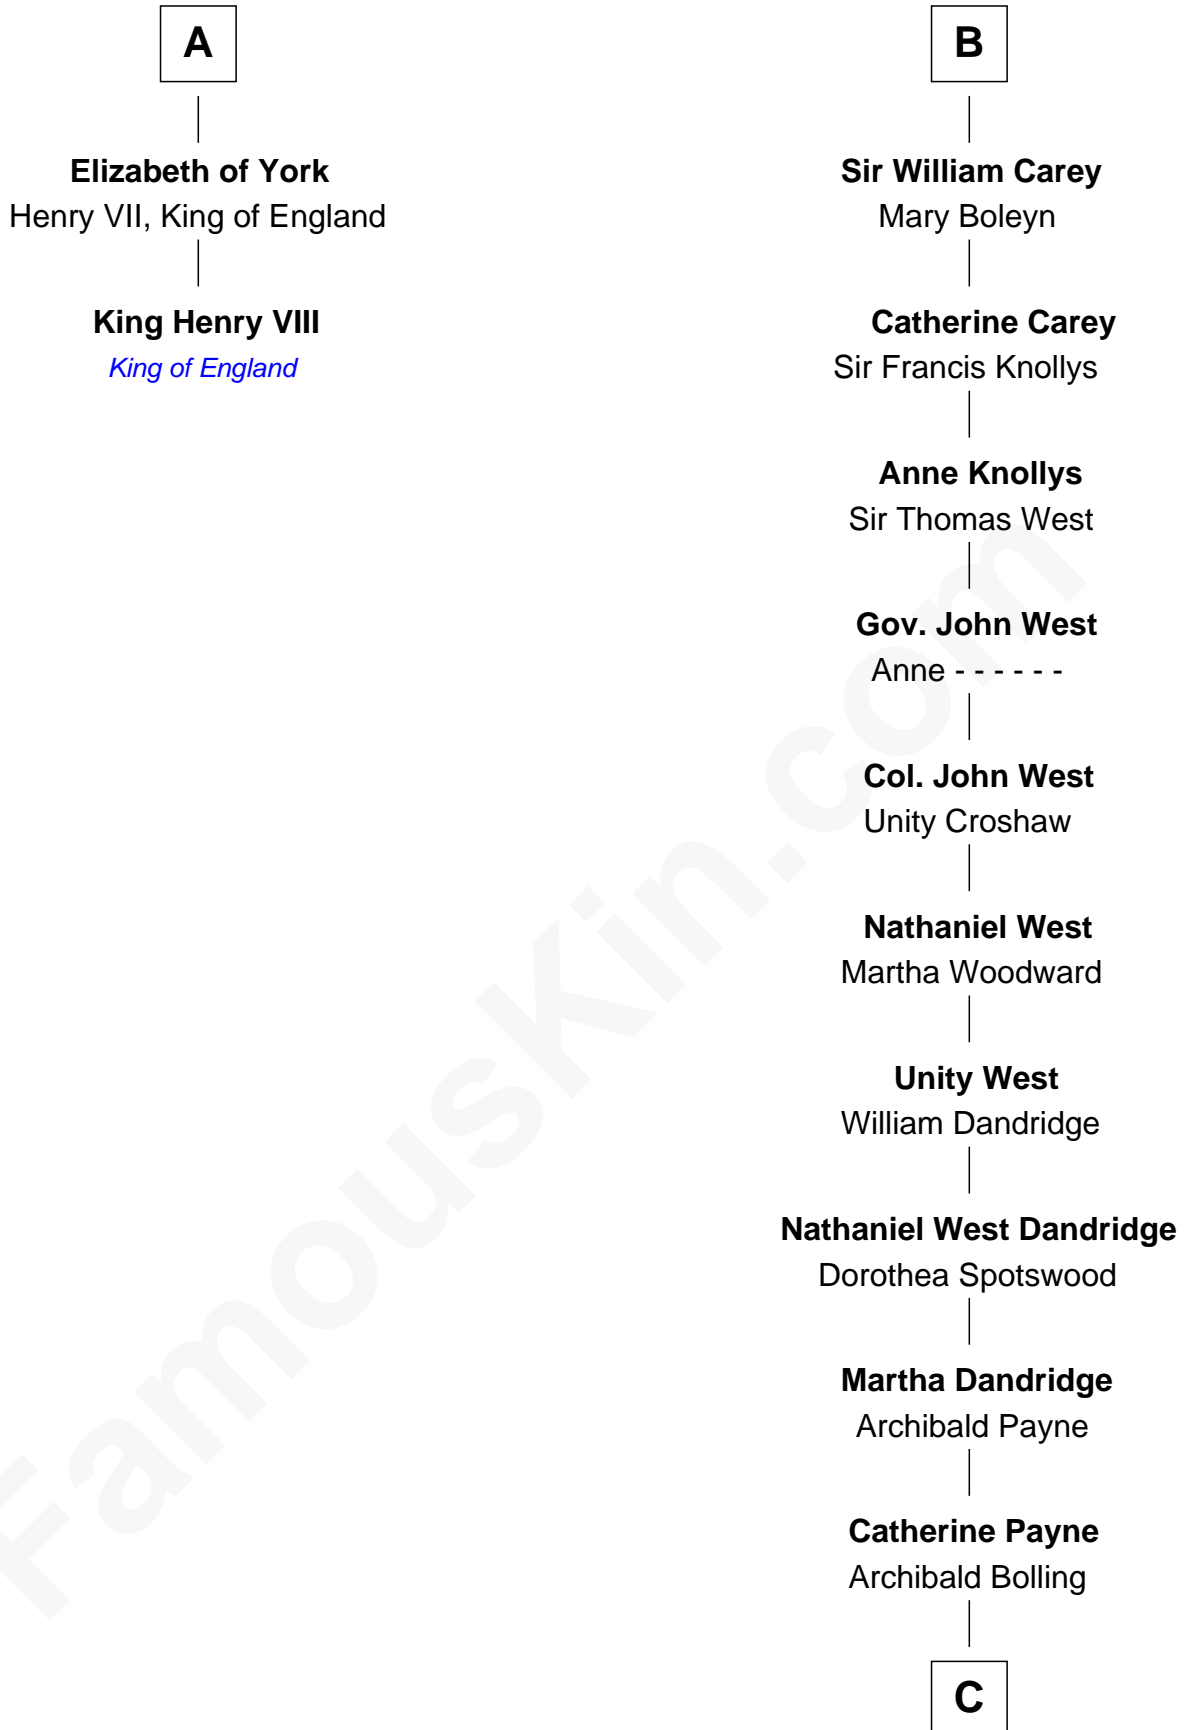 A
Elizabeth of York
Henry VII, King of England
King Henry VIII
King of England
B
Sir William Carey
Mary Boleyn
Catherine Carey
Sir Francis Knollys
Anne Knollys
Sir Thomas West
Gov. John West
Anne - - - - - -
Col. John West
Unity Croshaw
Nathaniel West
Martha Woodward
Unity West
William Dandridge
Nathaniel West Dandridge
Dorothea Spotswood
Martha Dandridge
Archibald Payne
Catherine Payne
Archibald Bolling
C
FamousKin.com